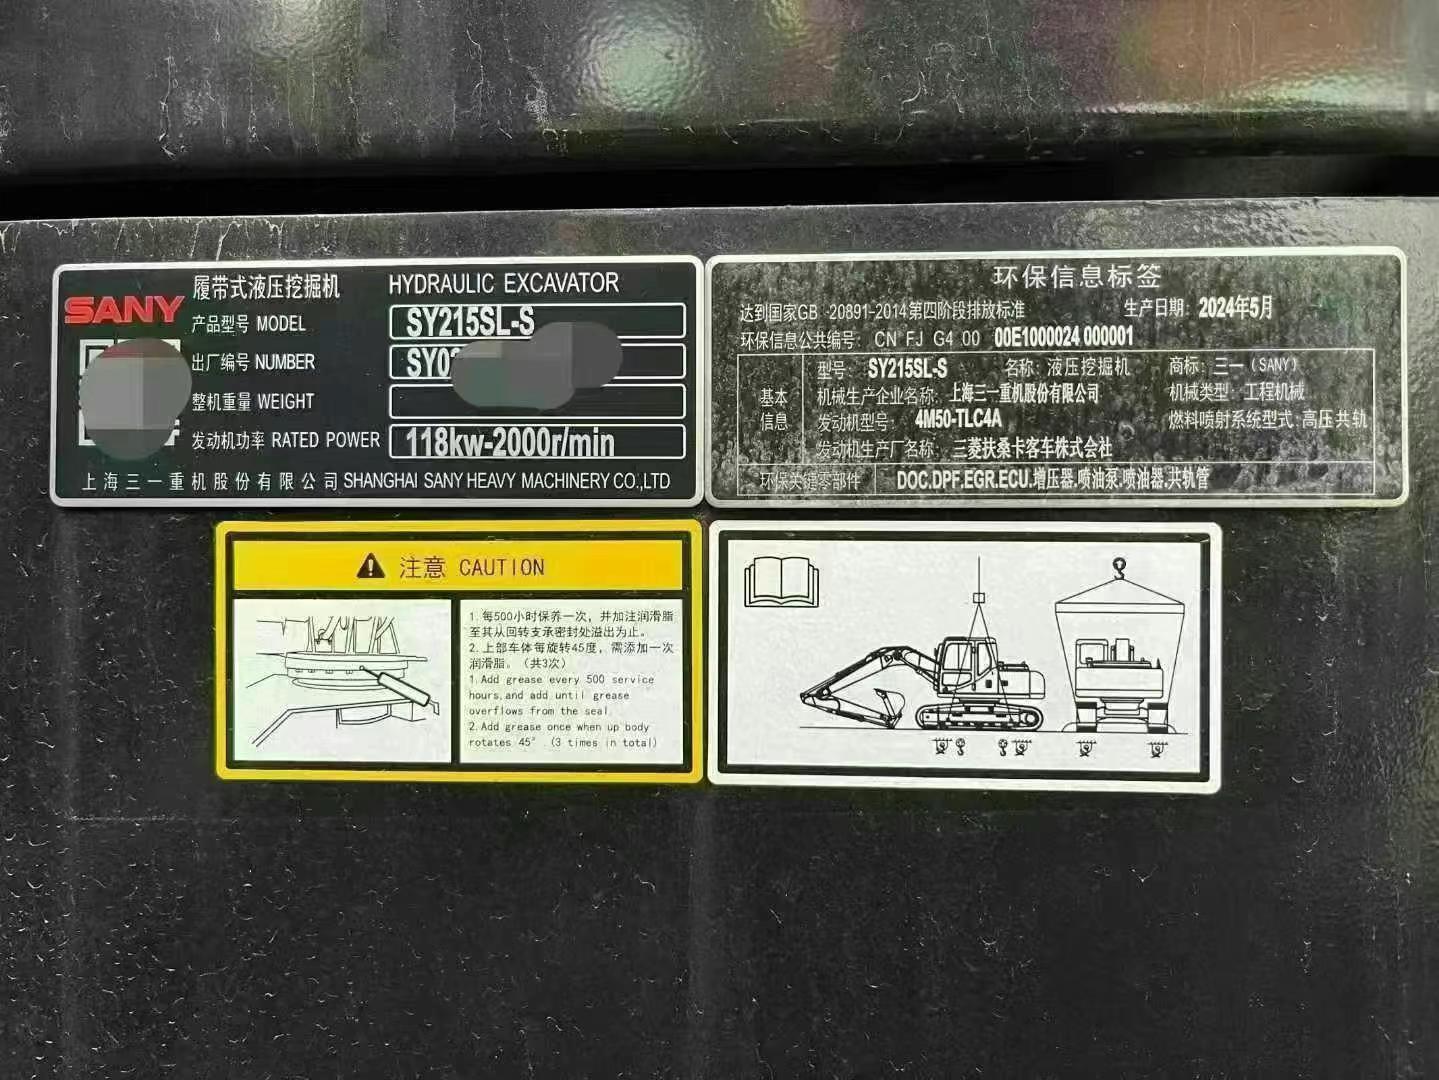 SANY
履带式液压挖掘机 HYDRAULIC EXCAVATOR
产品型号 MODEL SY215SL-S
出厂编号 NUMBER SY0
整机重量 WEIGHT
发动机功率 RATED POWER 118kw-2000r/min
上海三一重机股份有限公司 SHANGHAI SANY HEAVY MACHINERY CO.,LTD
环保信息标签
达到国家GB -20891-2014第四阶段排放标准 生产日期: 2024年5月
环保信息公共编号: CN FJ G4 00 00E1000024 000001
基本信息
型号: SY215SL-S 名称: 液压挖掘机 商标: 三一(SANY)
机械生产企业名称: 上海三一重机股份有限公司 机械类型: 工程机械
发动机型号: 4M50-TLC4A 燃料喷射系统型式: 高压共轨
发动机生产厂名称: 三菱扶桑卡客车株式会社
环保关键零部件 DOC.DPF.EGR.ECU.增压器.喷油泵.喷油器.共轨管
注意 CAUTION
1.每500小时保养一次, 并加注润滑脂
至其从回转支承密封处溢出为止。
2.上部车体每旋转45度, 需添加一次
润滑脂。(共3次)
1.Add grease every 500 service
hours,and add until grease
overflows from the seal.
2.Add grease once when up body
rotates 45° .(3 times in total)